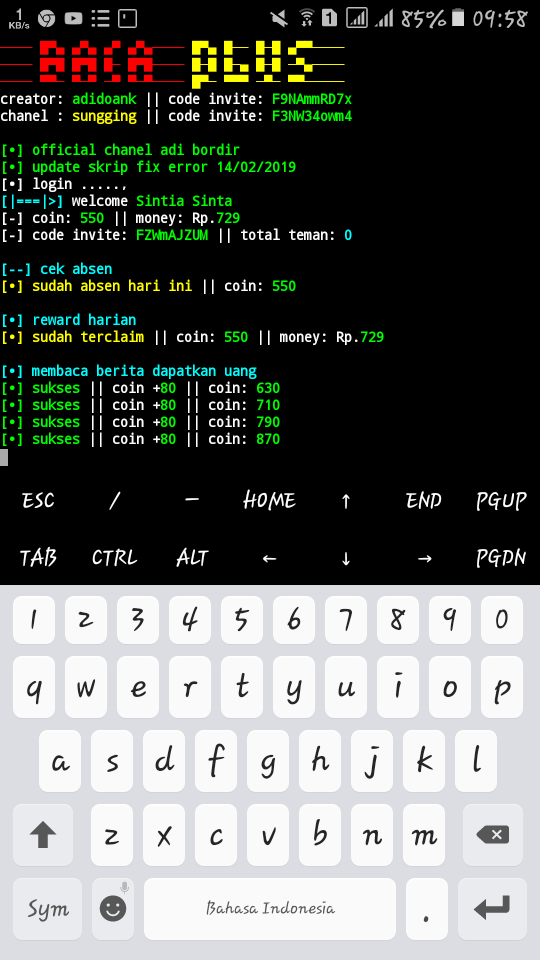 1
KB/s
1
85%
09:58
BACA PLUS
creator: adidoank || code invite: F9NAmmRD7x
chanel : sungging || code invite: F3NW34owm4
[•] official chanel adi bordir
[•] update skrip fix error 14/02/2019
[•] login .....,
[|===|>] welcome Sintia Sinta
[-] coin: 550 || money: Rp.729
[-] code invite: FZWmAJZUM || total teman: 0
[--] cek absen
[•] sudah absen hari ini || coin: 550
[•] reward harian
[•] sudah terclaim || coin: 550 || money: Rp.729
[•] membaca berita dapatkan uang
[•] sukses || coin +80 || coin: 630
[•] sukses || coin +80 || coin: 710
[•] sukses || coin +80 || coin: 790
[•] sukses || coin +80 || coin: 870
ESC / — HOME ↑ END PGUP
TAB CTRL ALT ← ↓ → PGDN
1 2 3 4 5 6 7 8 9 0
q w e r t y u i o p
a s d f g h j k l
z x c v b n m
Sym Bahasa Indonesia .